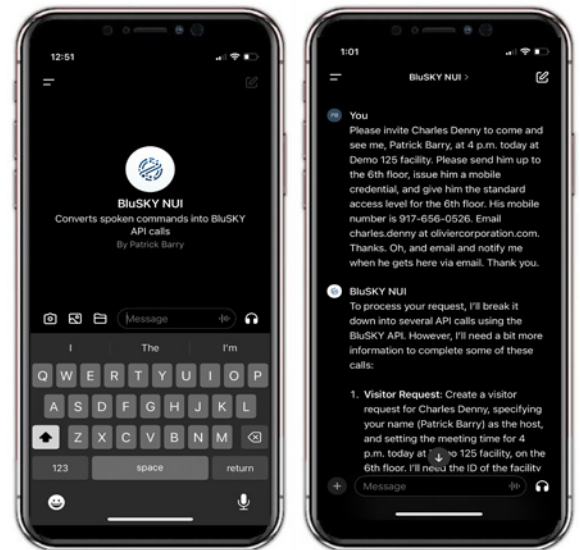 12:51
BluSKY NUI
Converts spoken commands into BluSKY
API calls
By Patrick Barry
Message
I The I'm
Q W E R T Y U I O P
A S D F G H J K L
Z X C V B N M
123 space return
1:01
BluSKY NUI >
PB
You
Please invite Charles Denny to come and
see me, Patrick Barry, at 4 p.m. today at
Demo 125 facility. Please send him up to
the 6th floor, issue him a mobile
credential, and give him the standard
access level for the 6th floor. His mobile
number is 917-656-0526. Email
charles.denny at oliviercorporation.com.
Thanks. Oh, and email and notify me
when he gets here via email. Thank you.
BluSKY NUI
To process your request, I'll break it
down into several API calls using the
BluSKY API. However, I'll need a bit more
information to complete some of these
calls:
1. Visitor Request: Create a visitor
request for Charles Denny, specifying
your name (Patrick Barry) as the host,
and setting the meeting time for 4
p.m. today at mo 125 facility, on the
6th floor. I'll need the ID of the facility
Message